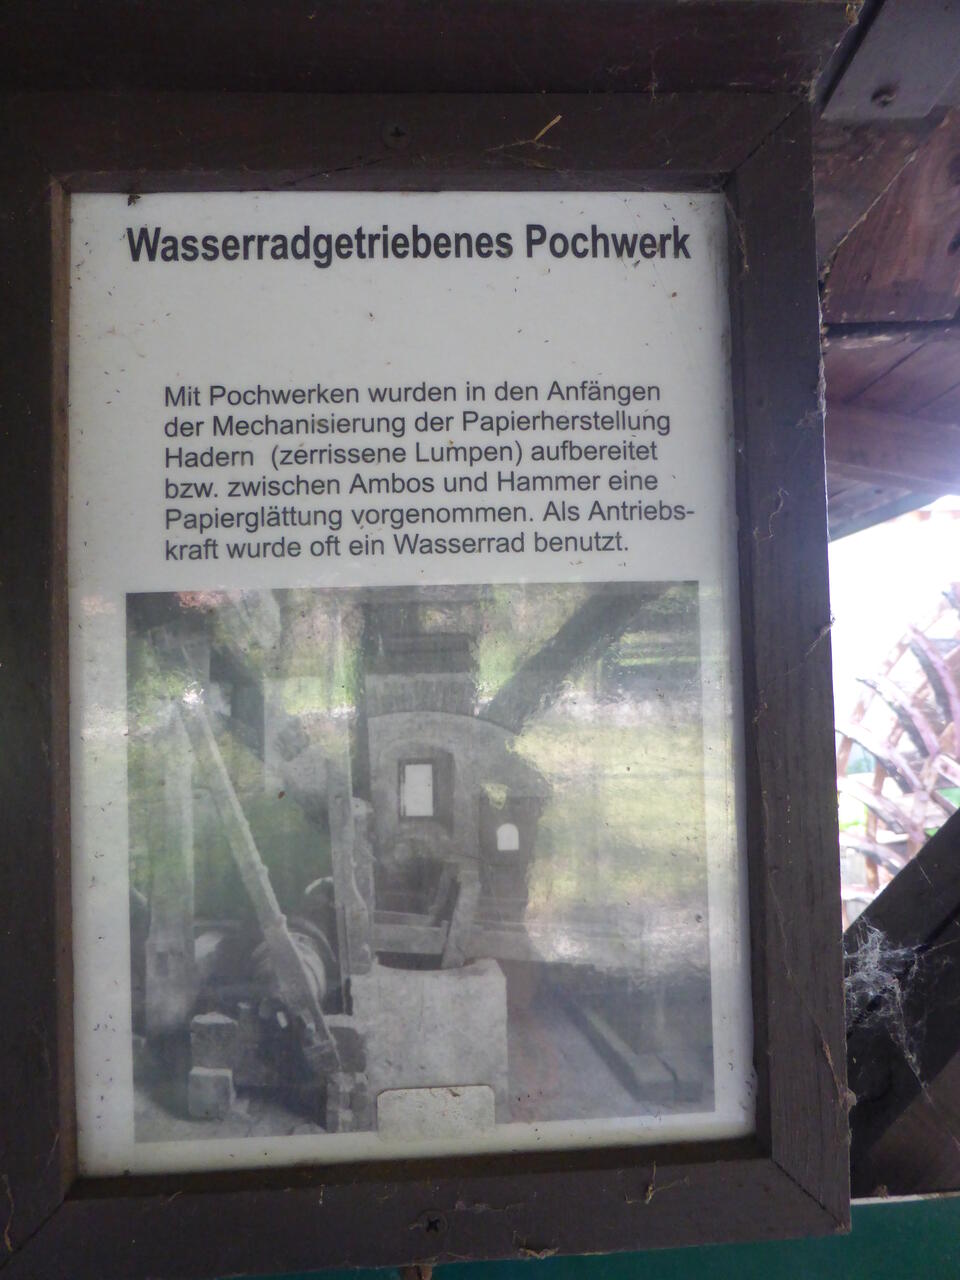 Wasserradgetriebenes Pochwerk
Mit Pochwerken wurden in den Anfängen
der Mechanisierung der Papierherstellung
Hadern (zerrissene Lumpen) aufbereitet
bzw. zwischen Ambos und Hammer eine
Papierglättung vorgenommen. Als Antriebs-
kraft wurde oft ein Wasserrad benutzt.